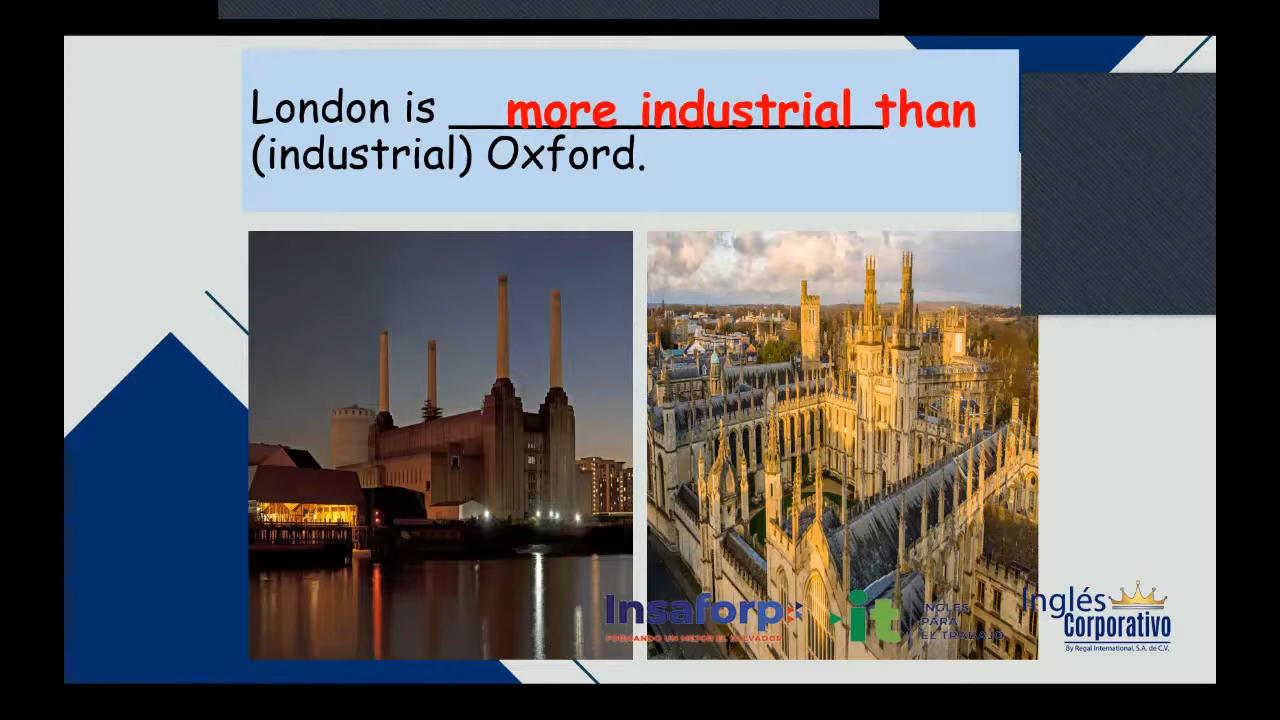 London is ________________ more industrial than
(industrial) Oxford.
Insaforp
FORMANDO UN MEJOR EL SALVADOR
it
INGLÉS
PARA
EL TRABAJO
Inglés
Corporativo
By Regal International, S.A. de C.V.